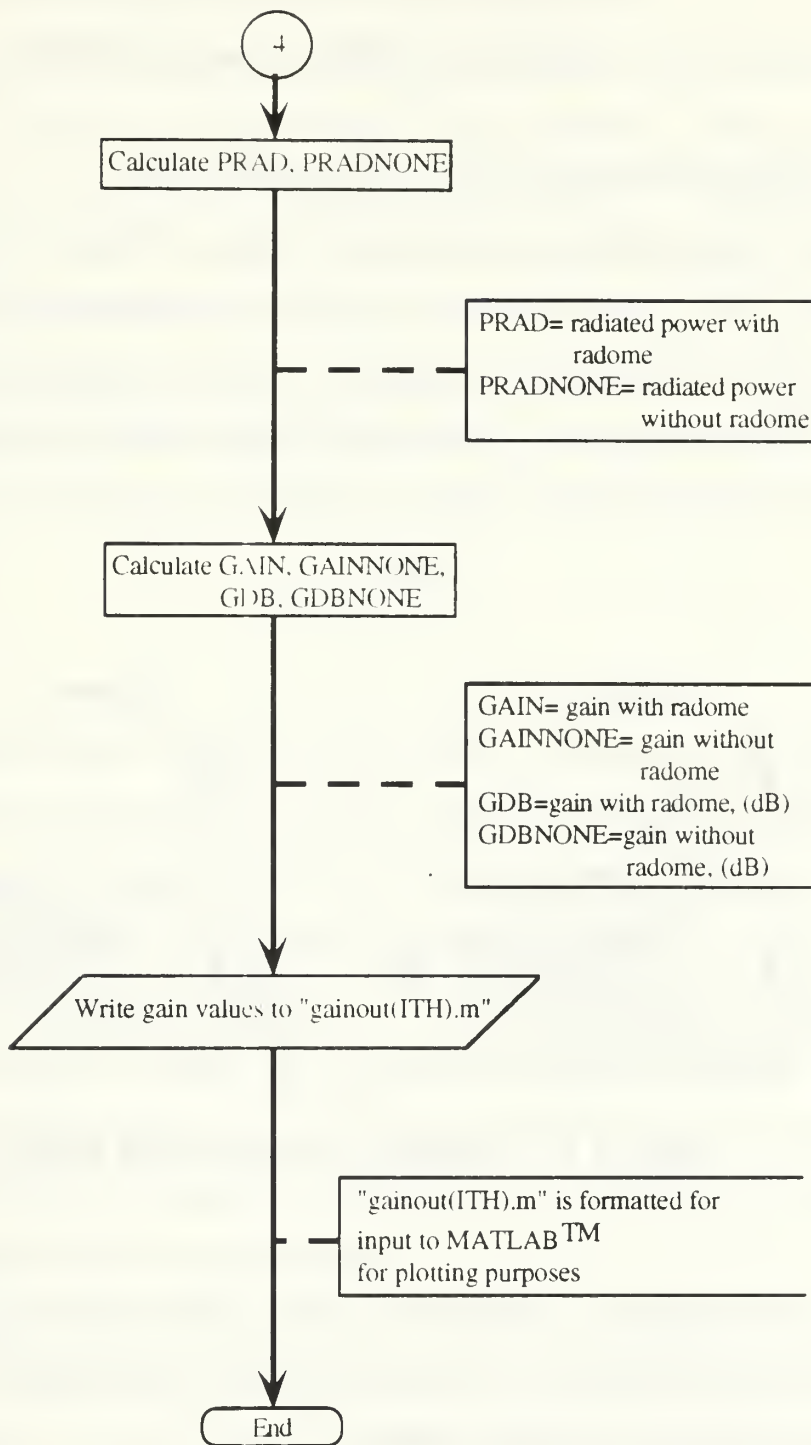 4
Calculate PRAD, PRADNONE
PRAD= radiated power with
radome
PRADNONE= radiated power
without radome
Calculate GAIN, GAINNONE,
GDB, GDBNONE
GAIN= gain with radome
GAINNONE= gain without
radome
GDB=gain with radome, (dB)
GDBNONE=gain without
radome, (dB)
Write gain values to "gainout(ITH).m"
"gainout(ITH).m" is formatted for
input to MATLAB™
for plotting purposes
End